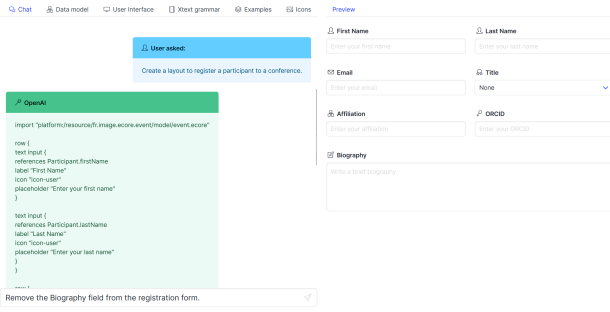 Chat Data model User Interface Xtext grammar Examples Icons
Preview
User asked:
Create a layout to register a participant to a conference.
OpenAI
import "platform:/resource/fr.image.ecore.event/model/event.ecore"
row {
text input {
references Participant.firstName
label "First Name"
icon "icon-user"
placeholder "Enter your first name"
}
text input {
references Participant.lastName
label "Last Name"
icon "icon-user"
placeholder "Enter your last name"
}
}
Remove the Biography field from the registration form.
First Name
Enter your first name
Last Name
Enter your last name
Email
Enter your email
Title
None
Affiliation
Enter your affiliation
ORCID
Enter your ORCID
Biography
Write a brief biography